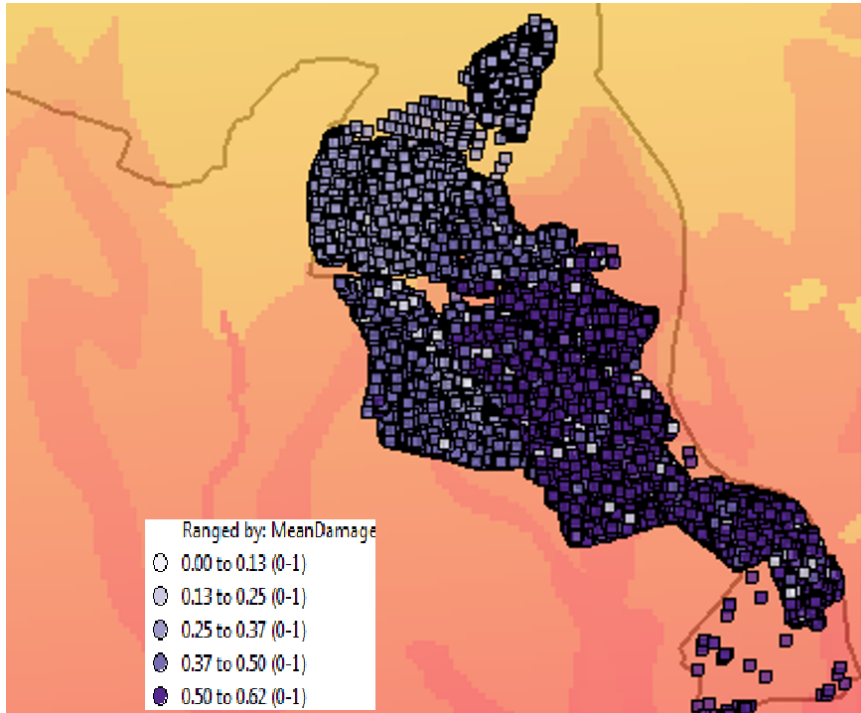 Ranged by: MeanDamage
0.00 to 0.13 (0-1)
0.13 to 0.25 (0-1)
0.25 to 0.37 (0-1)
0.37 to 0.50 (0-1)
0.50 to 0.62 (0-1)